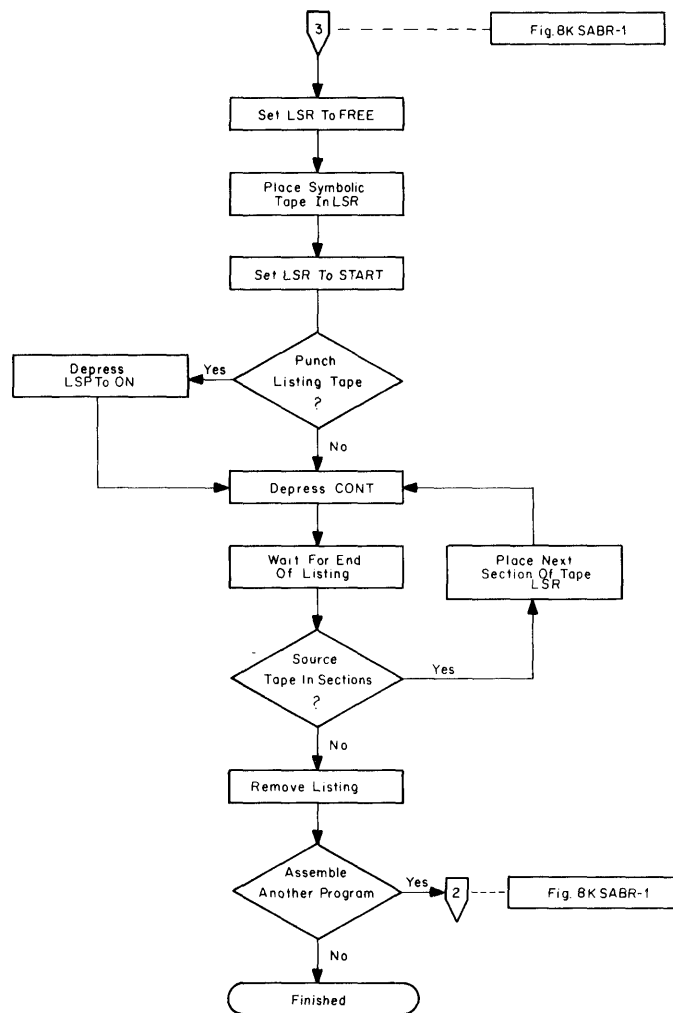 3
Fig. 8K SABR-1
Set LSR To FREE
Place Symbolic
Tape In LSR
Set LSR To START
Punch
Listing Tape
?
Yes
Depress
LSP To ON
No
Depress CONT
Wait For End
Of Listing
Place Next
Section Of Tape
LSR
Source
Tape In Sections
?
Yes
No
Remove Listing
Assemble
Another Program
Yes
2
Fig. 8K SABR-1
No
Finished